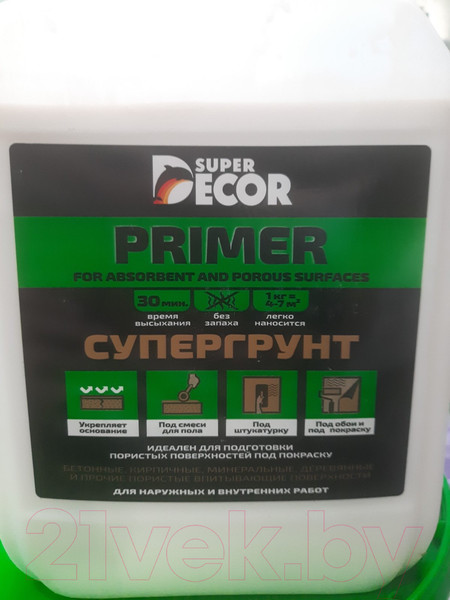 SUPER
DECOR
PRIMER
FOR ABSORBENT AND POROUS SURFACES
30 мин. 1 кг = 4-7 м²
время высыхания без запаха легко наносится
СУПЕРГРУНТ
Укрепляет основание Под смеси для пола Под штукатурку Под обои и под покраску
ИДЕАЛЕН ДЛЯ ПОДГОТОВКИ
ПОРИСТЫХ ПОВЕРХНОСТЕЙ ПОД ПОКРАСКУ
БЕТОННЫЕ, КИРПИЧНЫЕ, МИНЕРАЛЬНЫЕ, ДЕРЕВЯННЫЕ
И ПРОЧИЕ ПОРИСТЫЕ ВПИТЫВАЮЩИЕ ПОВЕРХНОСТИ
ДЛЯ НАРУЖНЫХ И ВНУТРЕННИХ РАБОТ
21vek.by